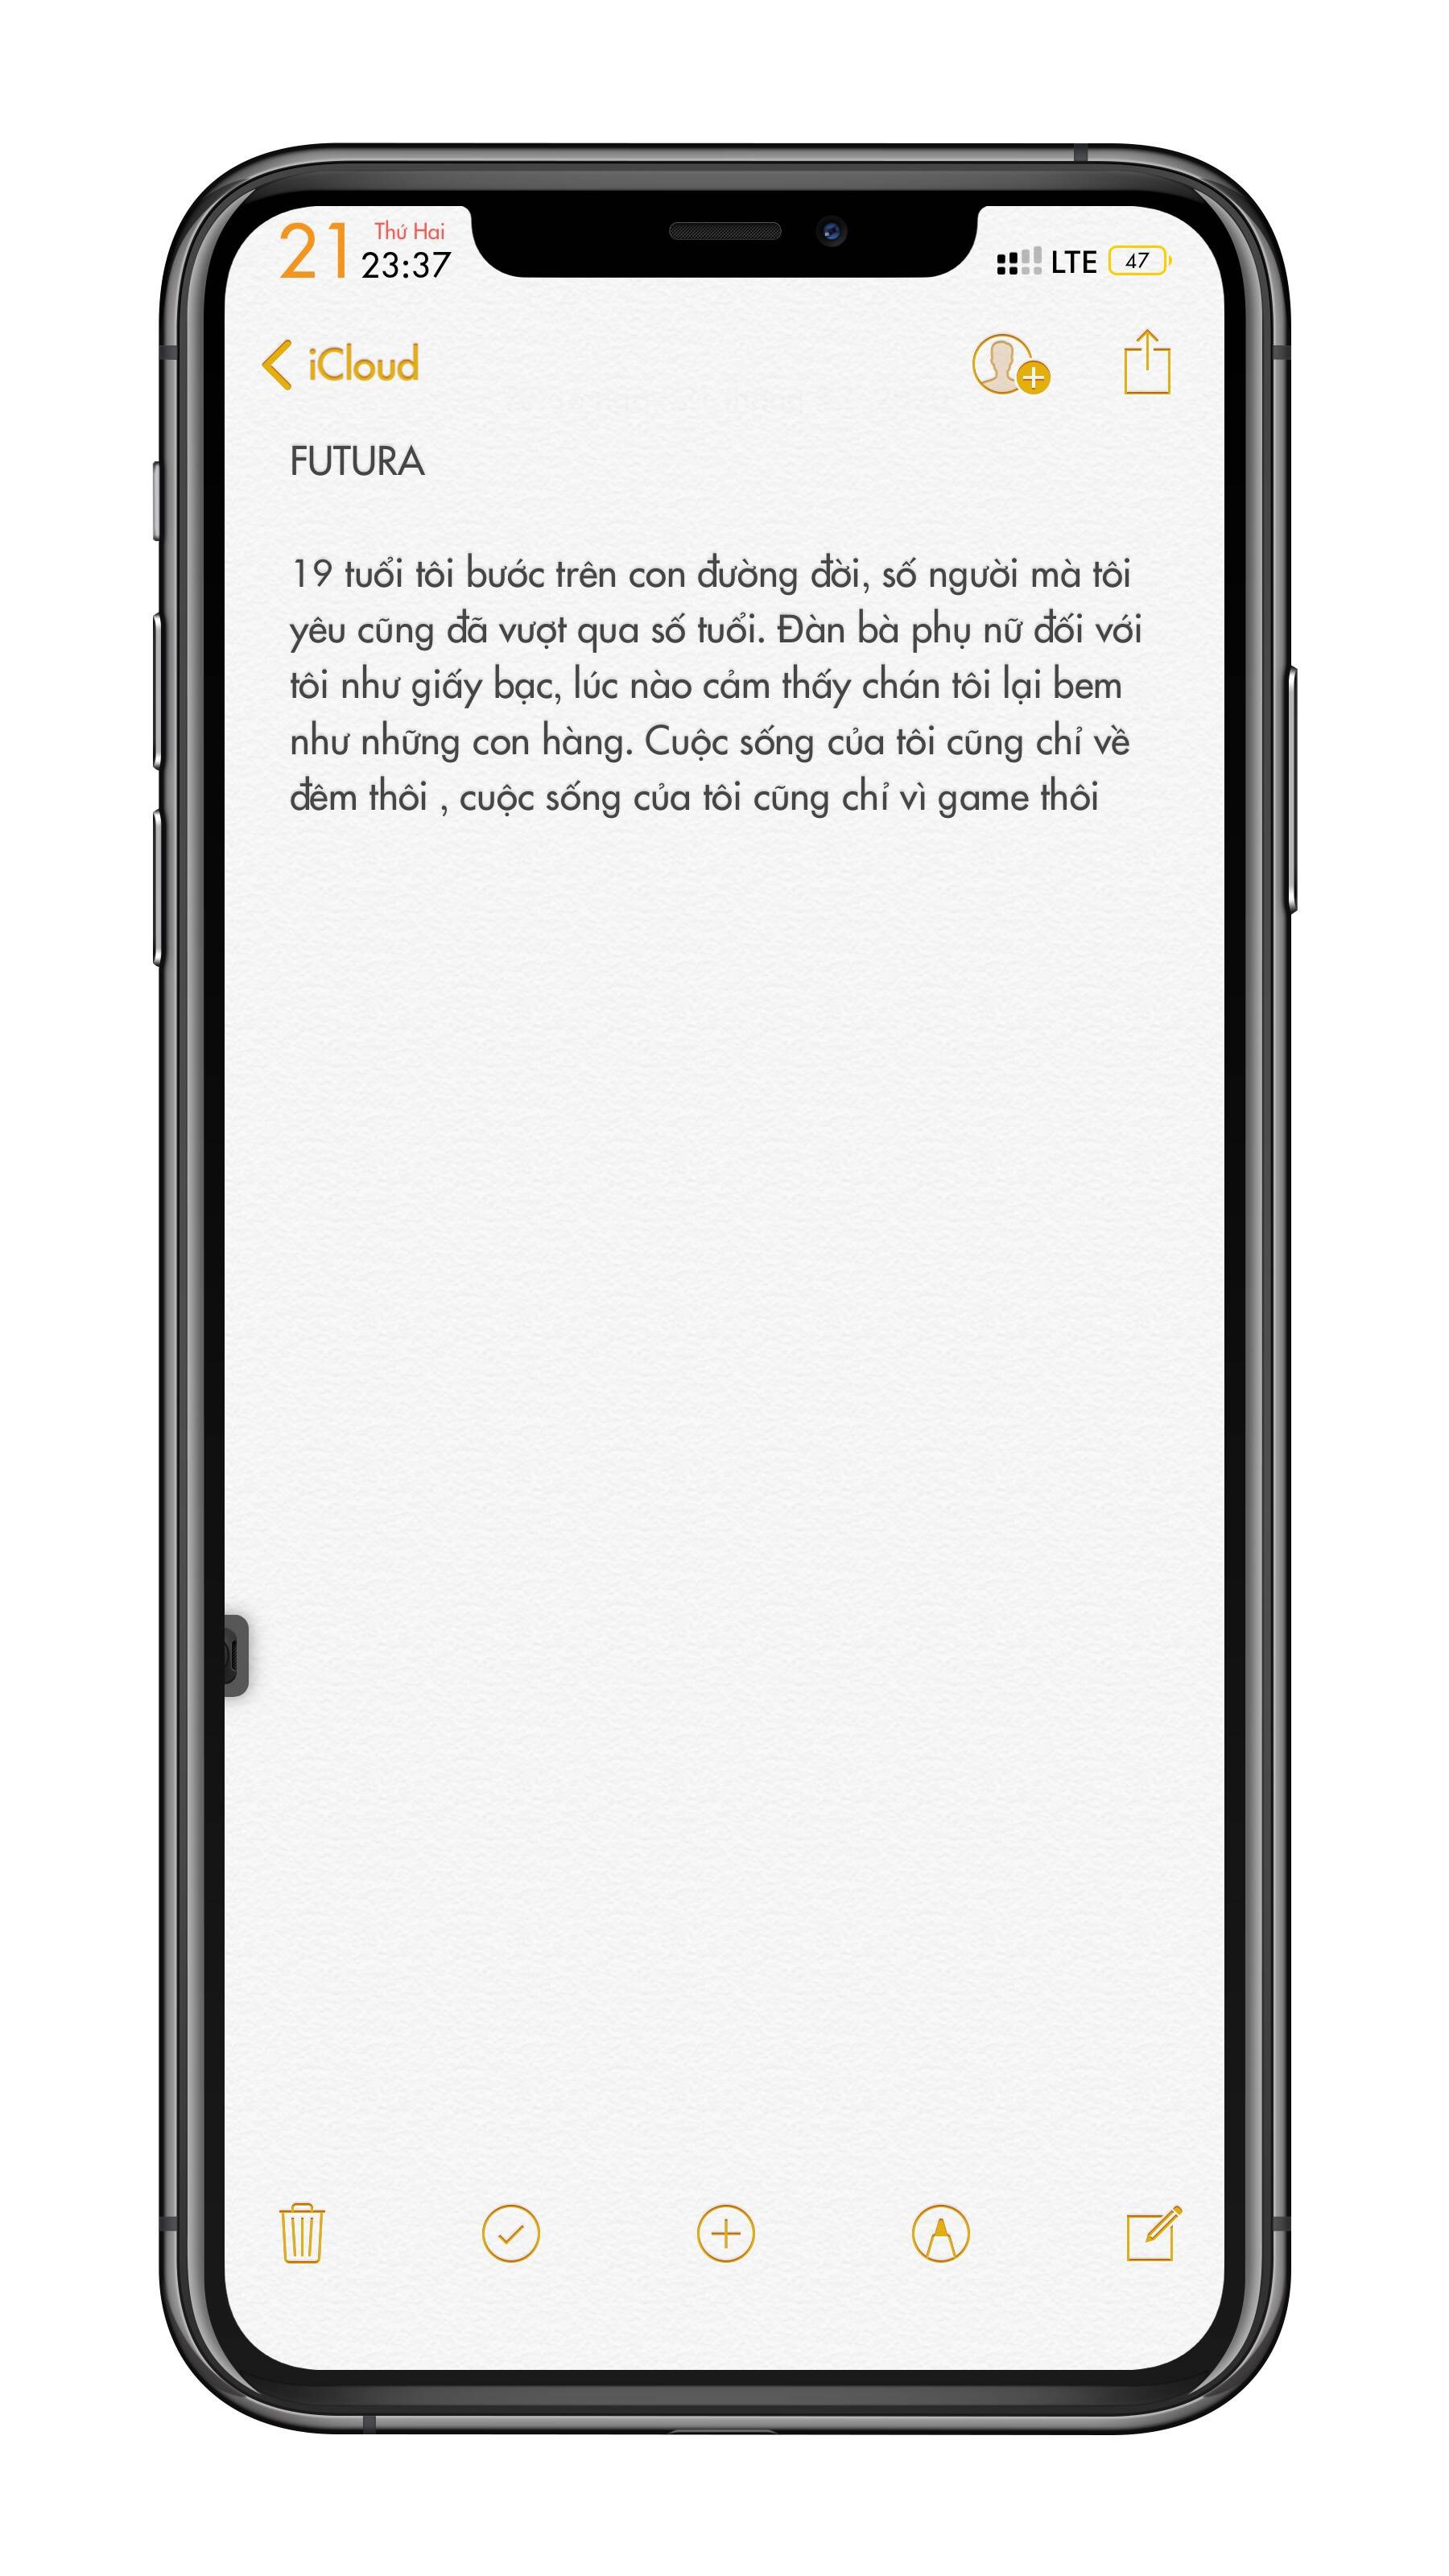 21 Thứ Hai
23:37
LTE 47
iCloud
FUTURA
19 tuổi tôi bước trên con đường đời, số người mà tôi
yêu cũng đã vượt qua số tuổi. Đàn bà phụ nữ đối với
tôi như giấy bạc, lúc nào cảm thấy chán tôi lại bem
như những con hàng. Cuộc sống của tôi cũng chỉ về
đêm thôi , cuộc sống của tôi cũng chỉ vì game thôi